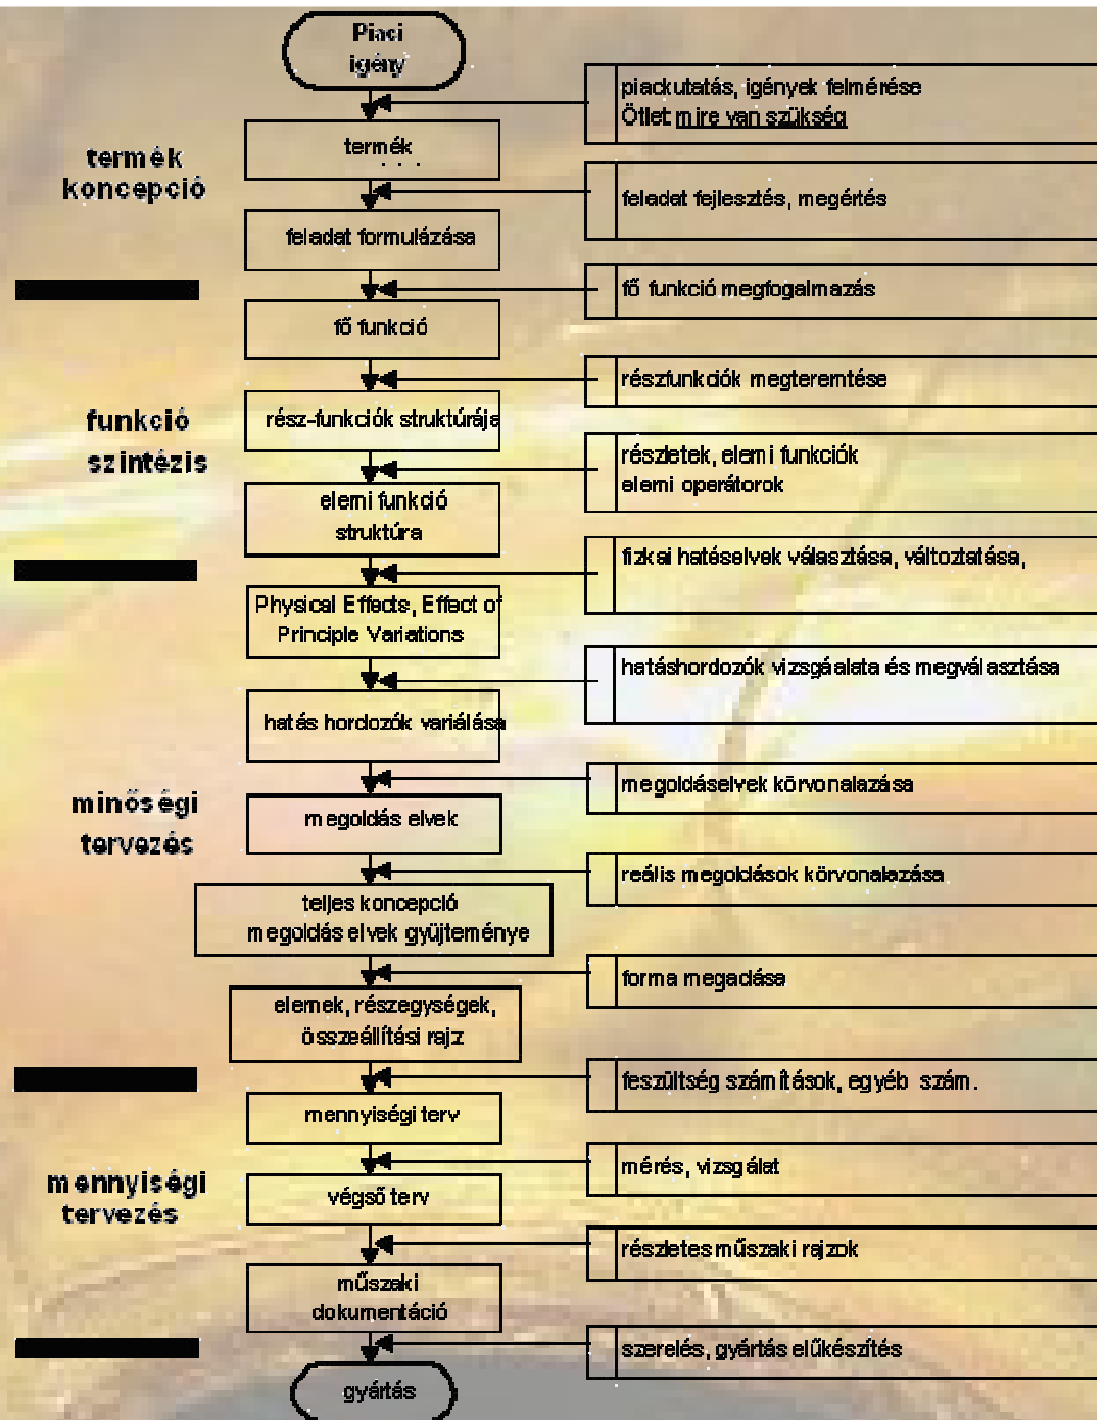 Piaci
igény
piackutatás, igények felmérése
Ötlet mire van szükség
termék
termék
koncepció
feladat fejlesztés, megértés
feladat formulázása
fő funkció megfogalmazás
fő funkció
részfunkciók megteremtése
rész-funkciók struktúrája
funkció
szintézis
részletek, elemi funkciók
elemi operátorok
elemi funkció
struktúra
fizkai hatáselvek választása, változtatása,
Physical Effects, Effect of
Principle Variations
hatáshordozók vizsgáalata és megválasztása
hatás hordozók variálása
megoldáselvek körvonalazása
megoldás elvek
minőségi
tervezés
reális megoldások körvonalazása
teljes koncepció
megoldás elvek gyüjteménye
forma megadása
elemek, részegységek,
összeállítási rajz
feszültség számítások, egyéb szám.
mennyiségi terv
mérés, vizsgálat
mennyiségi
tervezés
végső terv
részletes műszaki rajzok
műszaki
dokumentáció
szerelés, gyártás elűkészítés
gyártás